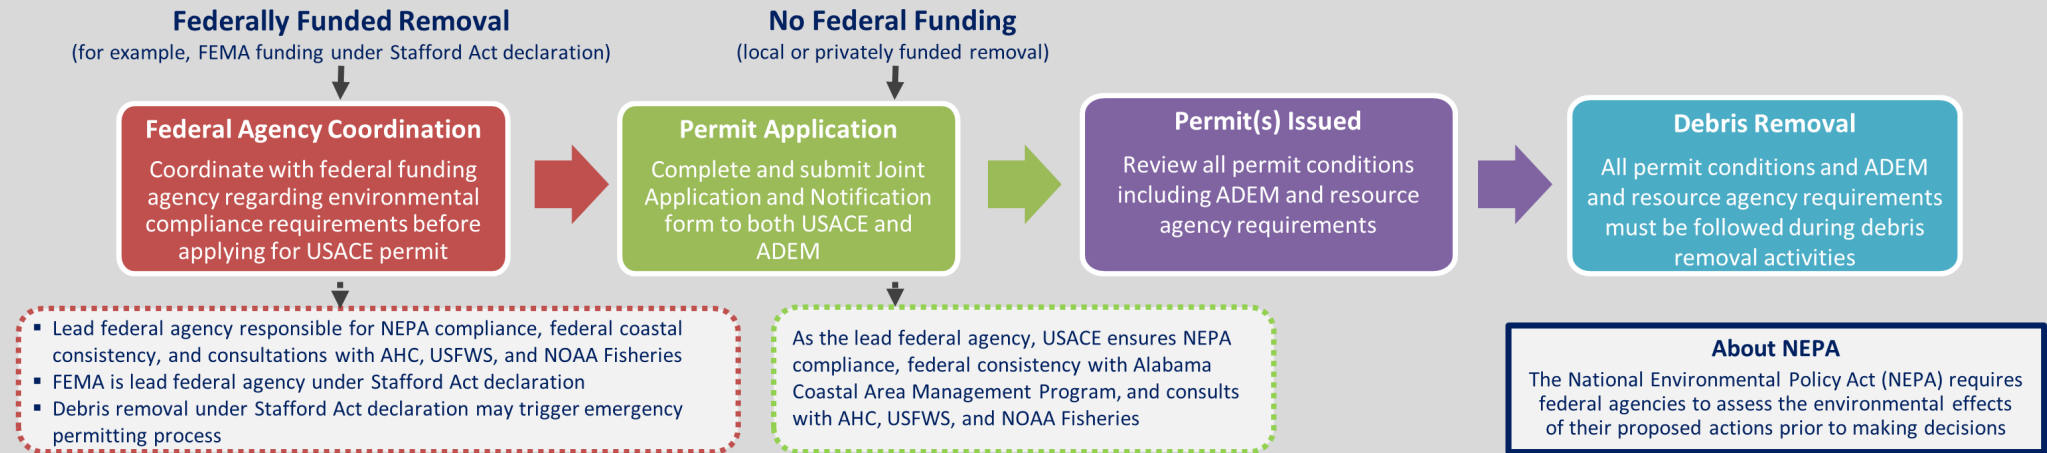 Federally Funded Removal
(for example, FEMA funding under Stafford Act declaration)
No Federal Funding
(local or privately funded removal)
Federal Agency Coordination
Coordinate with federal funding
agency regarding environmental
compliance requirements before
applying for USACE permit
Permit Application
Complete and submit Joint
Application and Notification
form to both USACE and
ADEM
Permit(s) Issued
Review all permit conditions
including ADEM and resource
agency requirements
Debris Removal
All permit conditions and ADEM
and resource agency requirements
must be followed during debris
removal activities
▪ Lead federal agency responsible for NEPA compliance, federal coastal
consistency, and consultations with AHC, USFWS, and NOAA Fisheries
▪ FEMA is lead federal agency under Stafford Act declaration
▪ Debris removal under Stafford Act declaration may trigger emergency
permitting process
As the lead federal agency, USACE ensures NEPA
compliance, federal consistency with Alabama
Coastal Area Management Program, and consults
with AHC, USFWS, and NOAA Fisheries
About NEPA
The National Environmental Policy Act (NEPA) requires
federal agencies to assess the environmental effects
of their proposed actions prior to making decisions